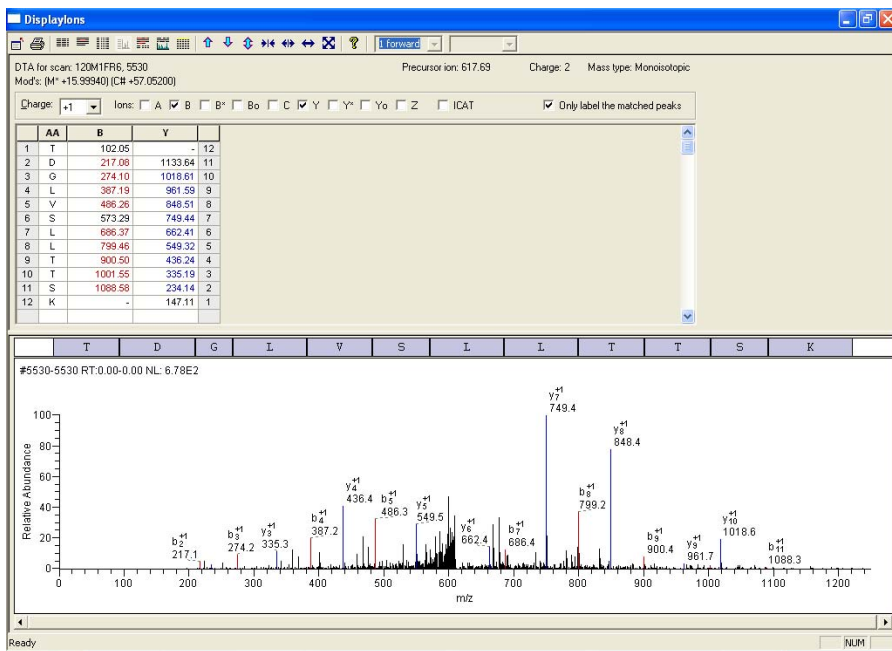 DisplayIons
1 forward
DTA for scan: 120M1FR6, 5530 Precursor ion: 617.69 Charge: 2 Mass type: Monoisotopic
Mod's: (M* +15.99940) (C# +57.05200)
Charge: +1 Ions: A B B* Bo C Y Y* Yo Z ICAT Only label the matched peaks
AA B Y
1 T 102.05 - 12
2 D 217.08 1133.64 11
3 G 274.10 1018.61 10
4 L 387.19 961.59 9
5 V 486.26 848.51 8
6 S 573.29 749.44 7
7 L 686.37 662.41 6
8 L 799.46 549.32 5
9 T 900.50 436.24 4
10 T 1001.55 335.19 3
11 S 1088.58 234.14 2
12 K - 147.11 1
T D G L V S L L T T S K
#5530-5530 RT:0.00-0.00 NL: 6.78E2
Relative Abundance
100
80
60
40
20
0
b2+1
217.1
b3+1
274.2
y3+1
335.3
b4+1
387.2
y4+1
436.4
b5+1
486.3
y5+1
549.5
y6+1
662.4
b7+1
686.4
y7+1
749.4
b8+1
799.2
y8+1
848.4
b9+1
900.4
y9+1
961.7
y10+1
1018.6
b11+1
1088.3
0 100 200 300 400 500 600 700 800 900 1000 1100 1200
m/z
Ready NUM